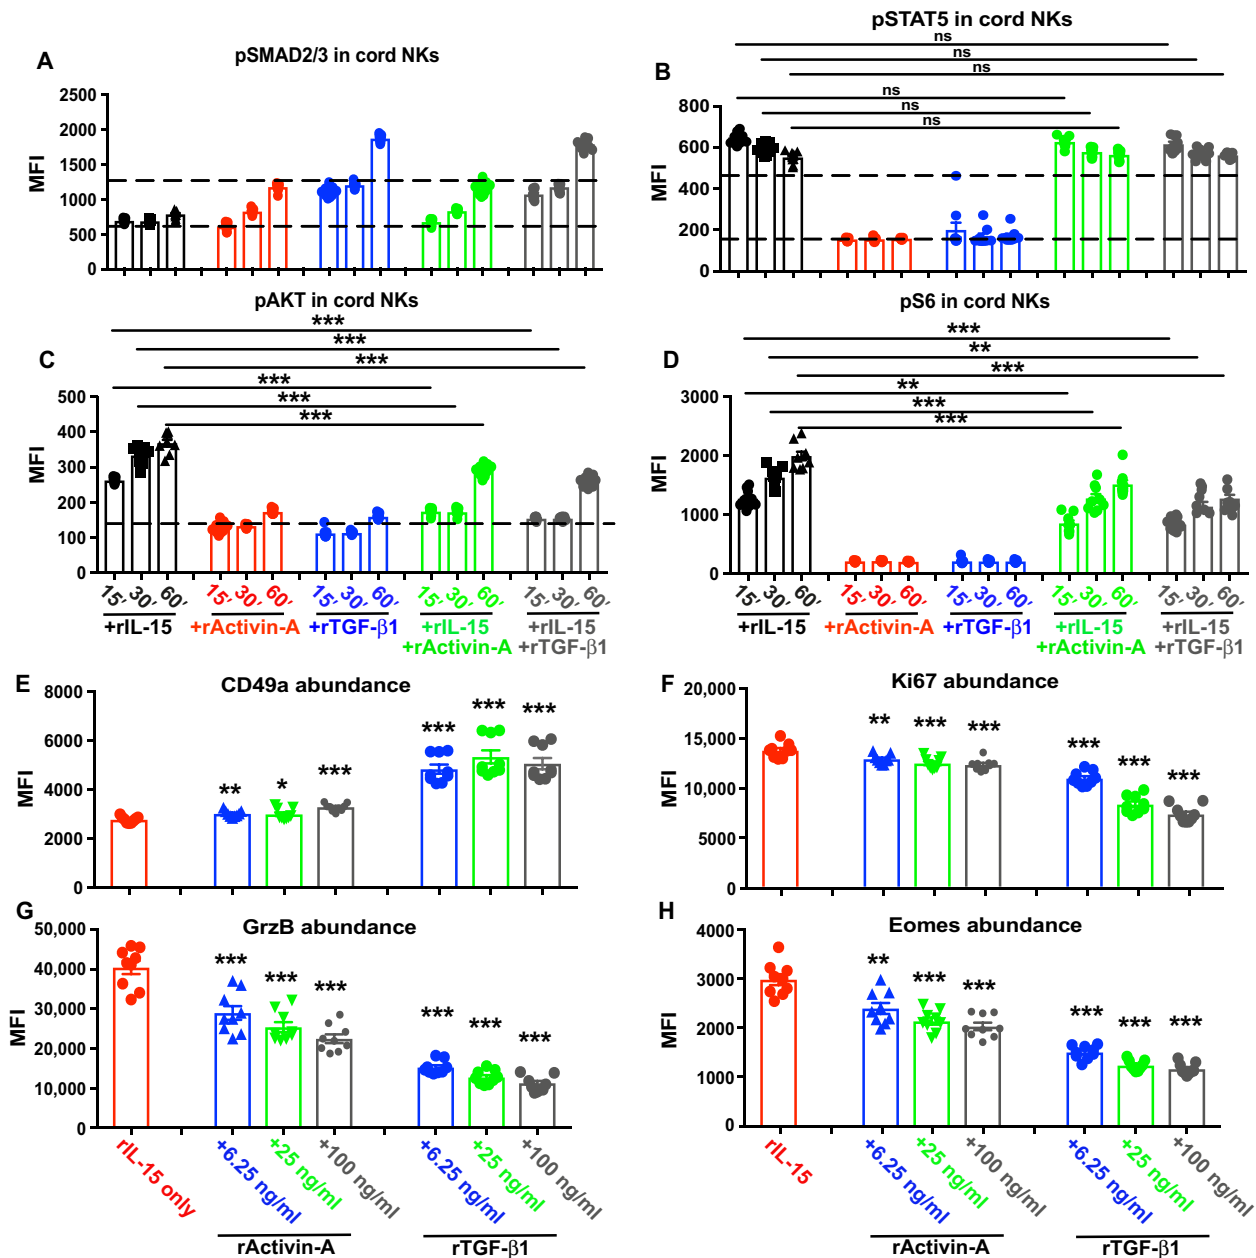 A
pSMAD2/3 in cord NKs
MFI
2500
2000
1500
1000
500
0
pSTAT5 in cord NKs
B
ns
ns
ns
ns
ns
ns
MFI
800
600
400
200
0
pAKT in cord NKs
C
***
***
***
***
***
***
MFI
500
400
300
200
100
0
15′ 30′ 60′ 15′ 30′ 60′ 15′ 30′ 60′ 15′ 30′ 60′ 15′ 30′ 60′
+rIL-15 +rActivin-A +rTGF-β1 +rIL-15 +rIL-15
+rActivin-A +rTGF-β1
pS6 in cord NKs
D
***
**
***
**
***
***
MFI
3000
2000
1000
0
15′ 30′ 60′ 15′ 30′ 60′ 15′ 30′ 60′ 15′ 30′ 60′ 15′ 30′ 60′
+rIL-15 +rActivin-A +rTGF-β1 +rIL-15 +rIL-15
+rActivin-A +rTGF-β1
E
CD49a abundance
MFI
8000
6000
4000
2000
0
** * *** *** *** ***
F
Ki67 abundance
MFI
20,000
15,000
10,000
5000
0
** *** *** *** *** ***
G
GrzB abundance
MFI
50,000
40,000
30,000
20,000
10,000
0
*** *** *** *** *** ***
rIL-15 only +6.25 ng/ml +25 ng/ml +100 ng/ml +6.25 ng/ml +25 ng/ml +100 ng/ml
rActivin-A rTGF-β1
H
Eomes abundance
MFI
4000
3000
2000
1000
0
** *** *** *** *** ***
rIL-15 +6.25 ng/ml +25 ng/ml +100 ng/ml +6.25 ng/ml +25 ng/ml +100 ng/ml
rActivin-A rTGF-β1